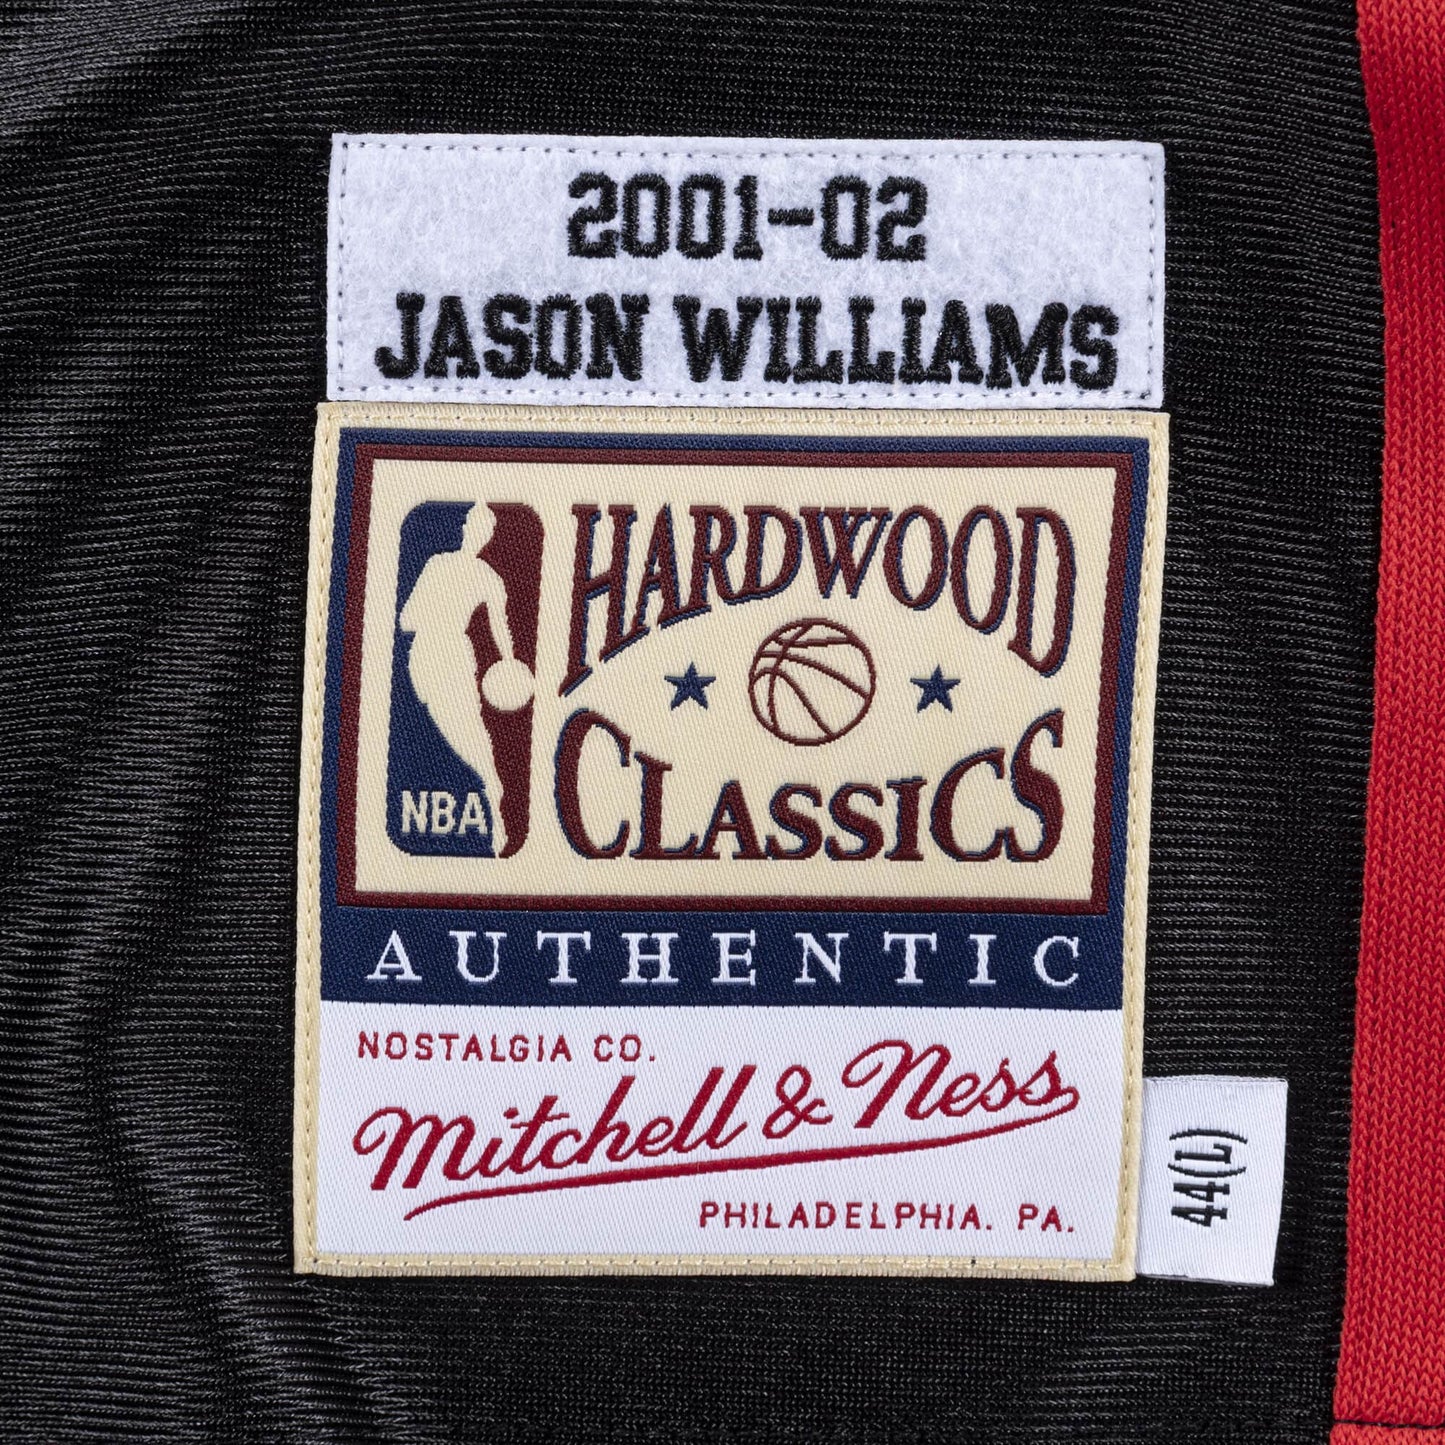 2001-02
JASON WILLIAMS
HARDWOOD
CLASSICS
NBA
AUTHENTIC
NOSTALGIA CO.
Mitchell & Ness
PHILADELPHIA. PA.
44(L)